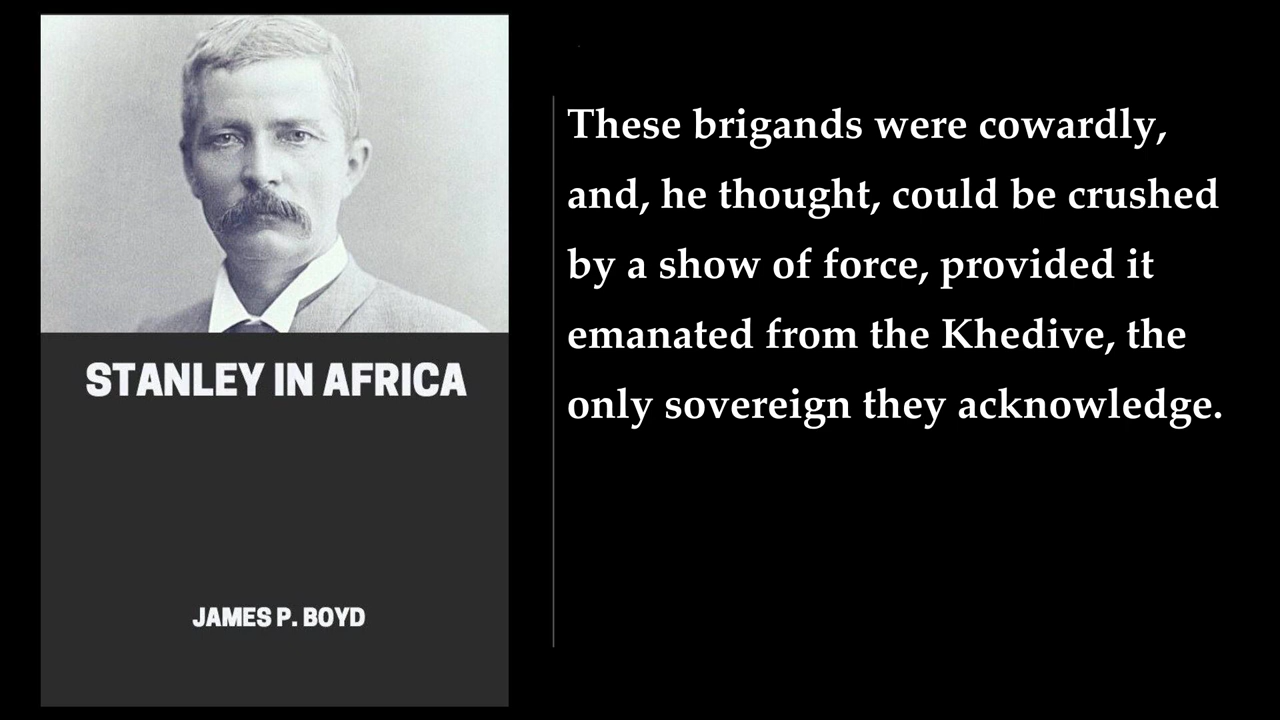 STANLEY IN AFRICA
JAMES P. BOYD
These brigands were cowardly,
and, he thought, could be crushed
by a show of force, provided it
emanated from the Khedive, the
only sovereign they acknowledge.